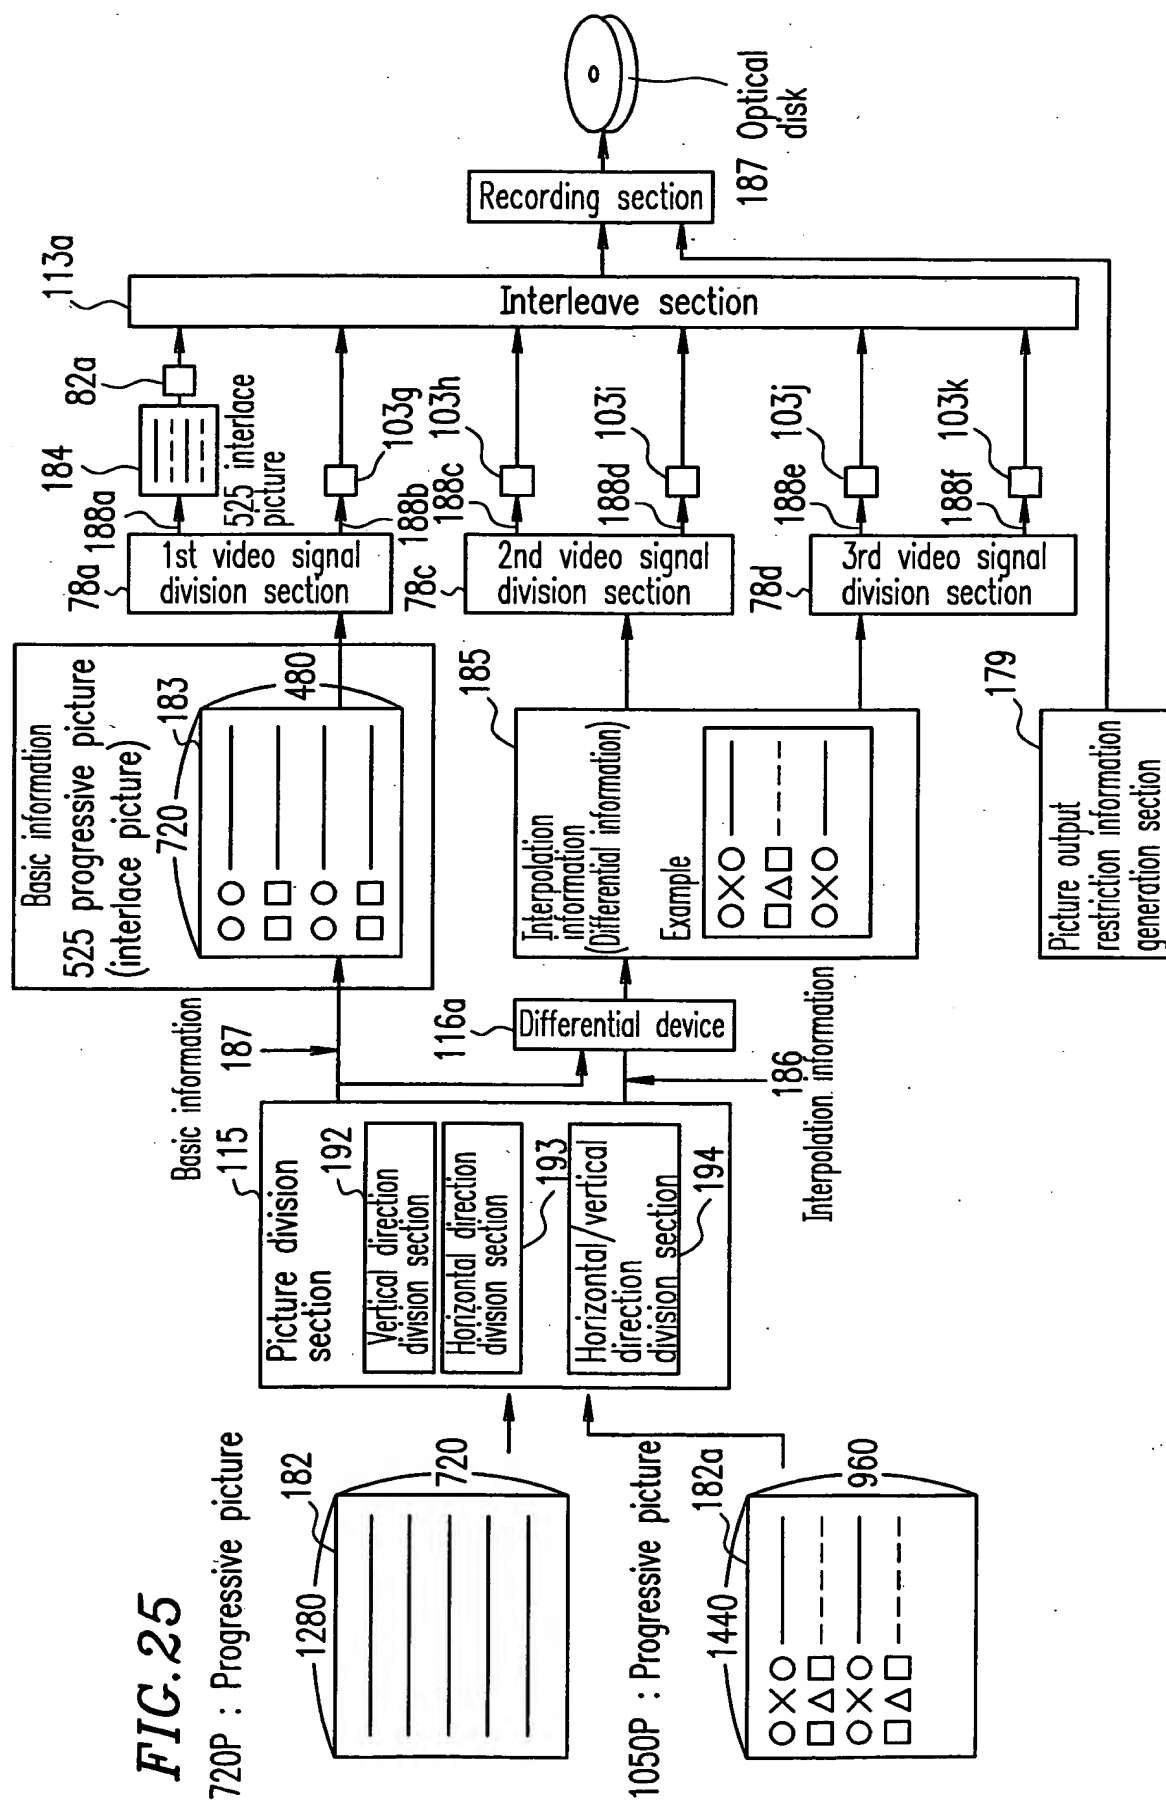 FIG.25
720P : Progressive picture
1280
182
720
1050P : Progressive picture
1440
182a
960
115
Picture division
section
192
Vertical direction
division section
Horizontal direction
division section
193
Horizontal/vertical
direction
division section
194
Basic information
187
116a
Differential device
186
Interpolation information
Basic information
525 progressive picture
(interlace picture)
720
183
480
185
Interpolation
information
(Differential information)
Example
179
Picture output
restriction information
generation section
78a
1st video signal
division section
188a
184
82a
525 interlace
picture
188b
103g
78c
2nd video signal
division section
188c
103h
188d
103i
78d
3rd video signal
division section
188e
103j
188f
103k
113a
Interleave section
Recording section
187 Optical
disk